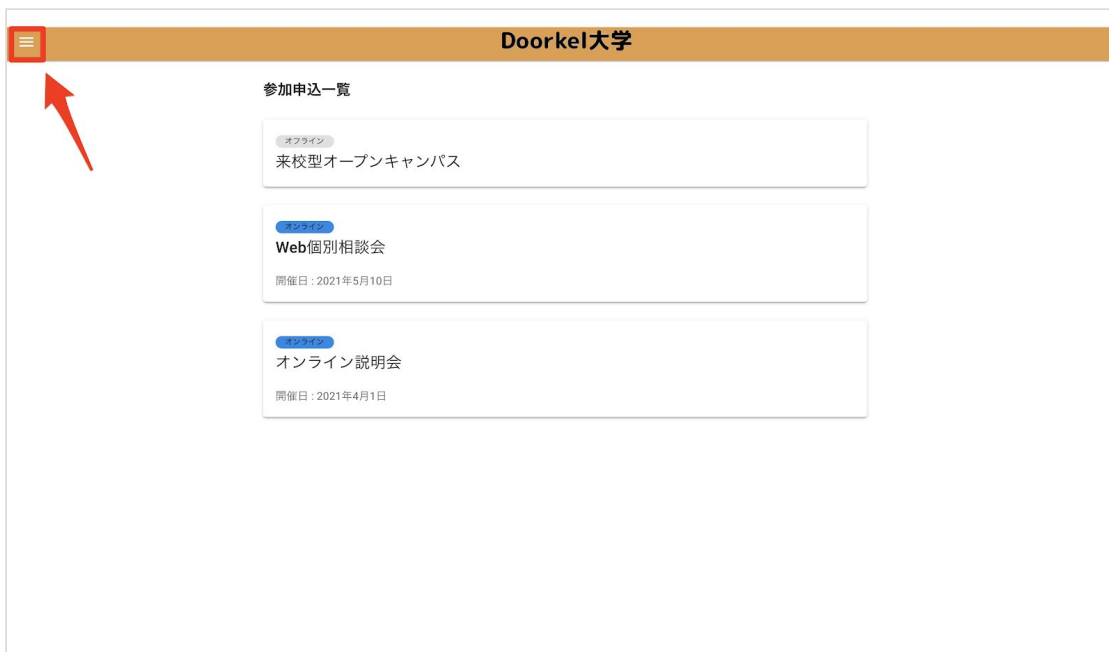 Doorkel大学
参加申込一覧
オフライン
来校型オープンキャンパス
オンライン
Web個別相談会
開催日 : 2021年5月10日
オンライン
オンライン説明会
開催日 : 2021年4月1日